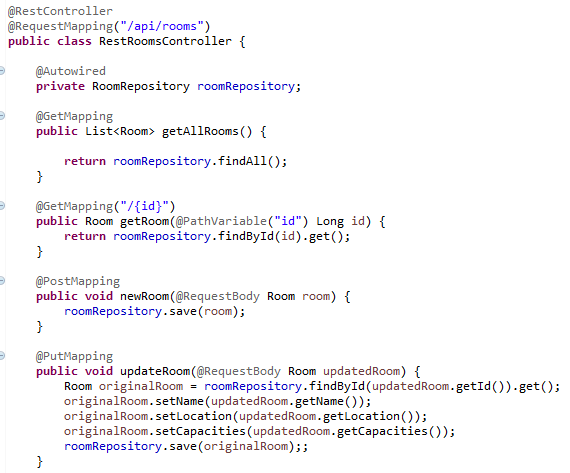 @RestController
@RequestMapping("/api/rooms")
public class RestRoomsController {
@Autowired
private RoomRepository roomRepository;
@GetMapping
public List<Room> getAllRooms() {
return roomRepository.findAll();
}
@GetMapping("/{id}")
public Room getRoom(@PathVariable("id") Long id) {
return roomRepository.findById(id).get();
}
@PostMapping
public void newRoom(@RequestBody Room room) {
roomRepository.save(room);
}
@PutMapping
public void updateRoom(@RequestBody Room updatedRoom) {
Room originalRoom = roomRepository.findById(updatedRoom.getId()).get();
originalRoom.setName(updatedRoom.getName());
originalRoom.setLocation(updatedRoom.getLocation());
originalRoom.setCapacities(updatedRoom.getCapacities());
roomRepository.save(originalRoom);;
}